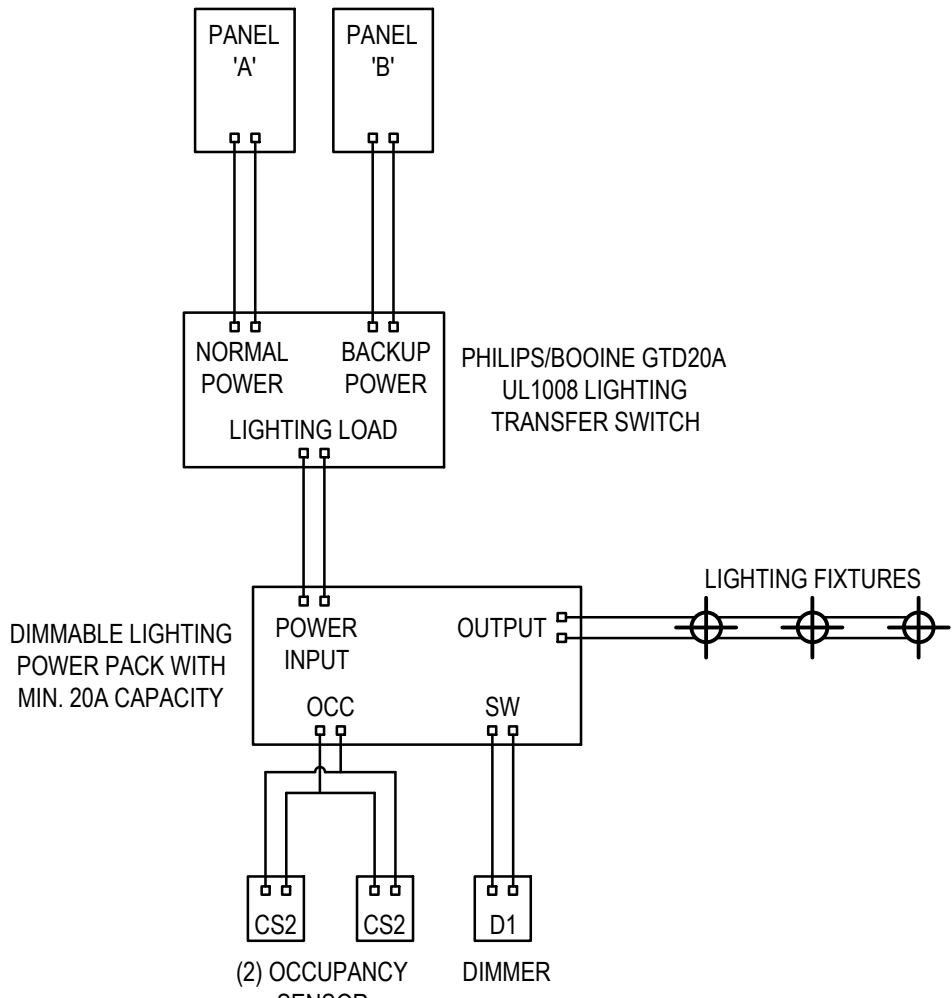 PANEL
'A'
PANEL
'B'
NORMAL
POWER
BACKUP
POWER
LIGHTING LOAD
PHILIPS/BOOINE GTD20A
UL1008 LIGHTING
TRANSFER SWITCH
LIGHTING FIXTURES
DIMMABLE LIGHTING
POWER PACK WITH
MIN. 20A CAPACITY
POWER
INPUT
OUTPUT
OCC
SW
CS2
CS2
D1
(2) OCCUPANCY
SENSOR
DIMMER